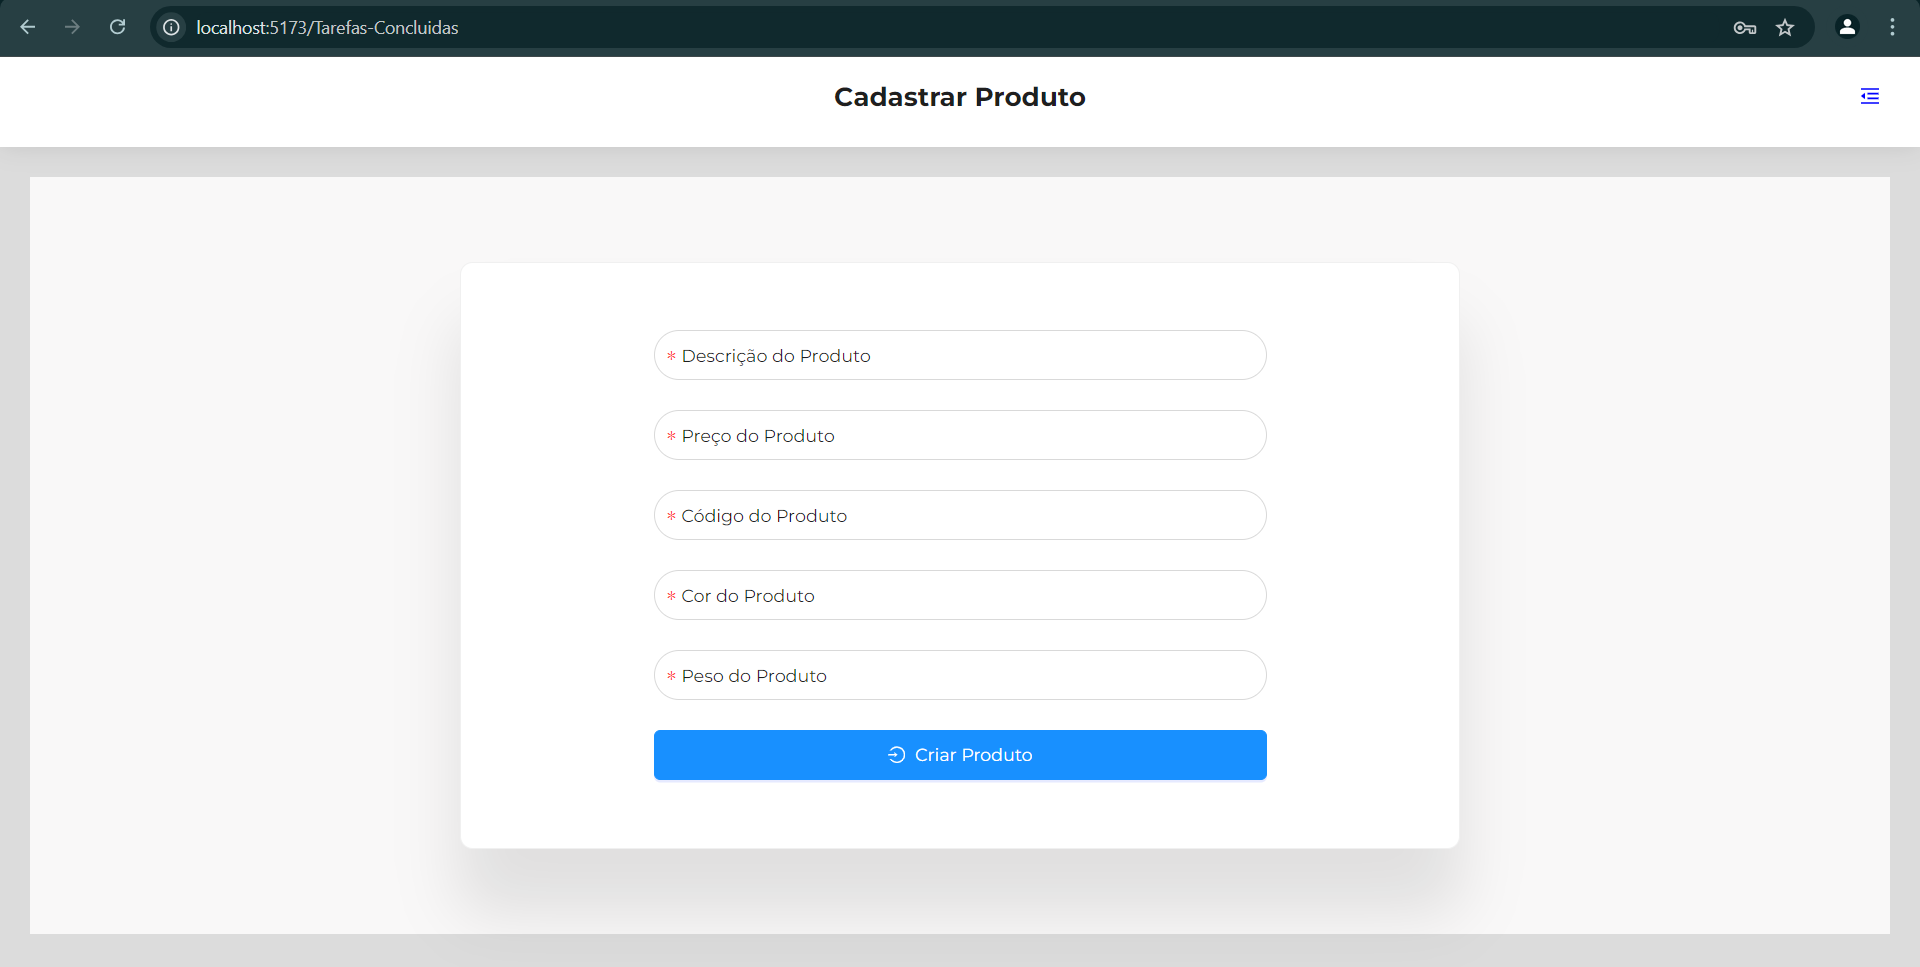 localhost:5173/Tarefas-Concluidas
Cadastrar Produto
* Descrição do Produto
* Preço do Produto
* Código do Produto
* Cor do Produto
* Peso do Produto
Criar Produto